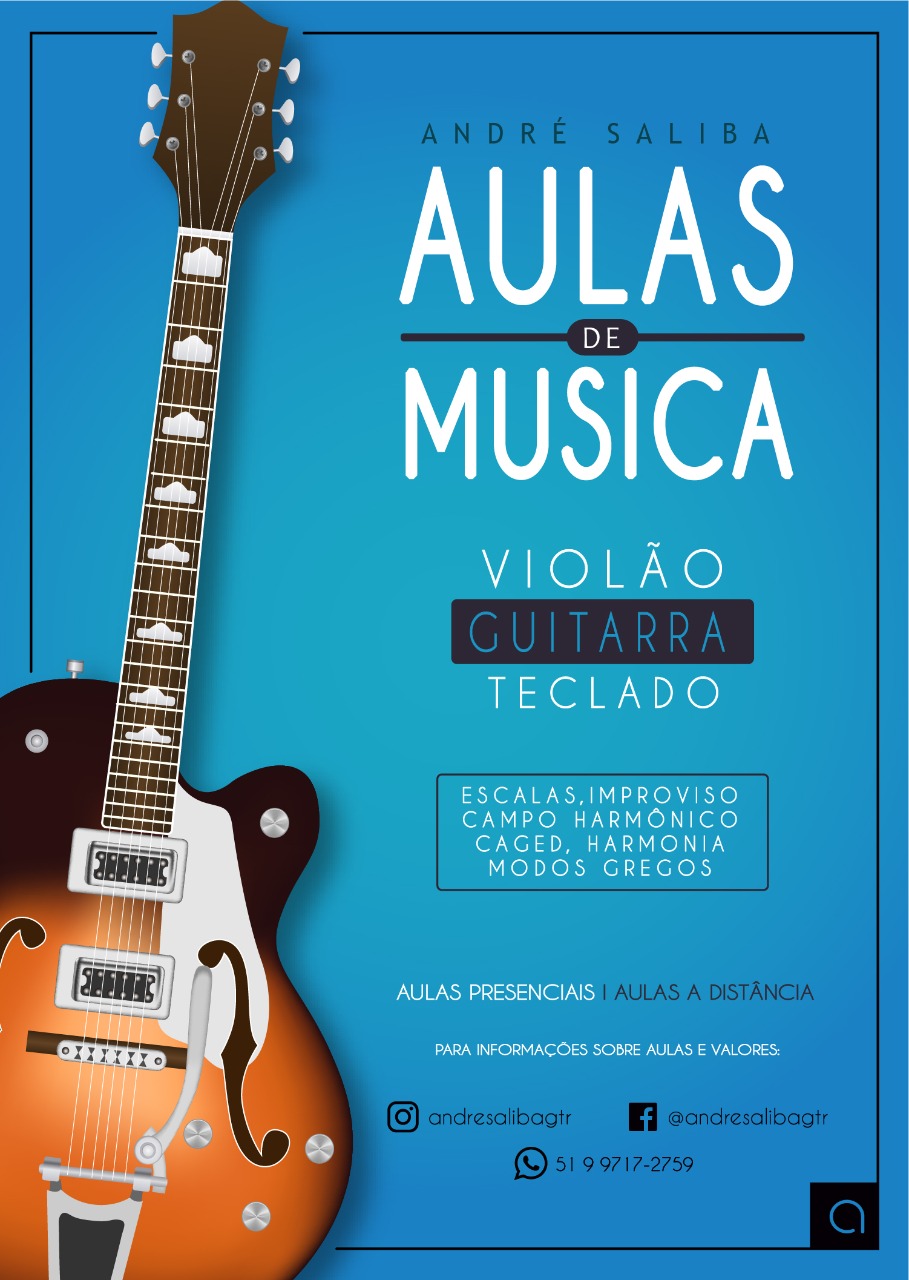 ANDRÉ SALIBA
AULAS
DE
MUSICA
VIOLÃO
GUITARRA
TECLADO
ESCALAS,IMPROVISO
CAMPO HARMÔNICO
CAGED, HARMONIA
MODOS GREGOS
AULAS PRESENCIAIS | AULAS A DISTÂNCIA
PARA INFORMAÇÕES SOBRE AULAS E VALORES:
andresalibagtr @andresalibagtr
51 9 9717-2759
a